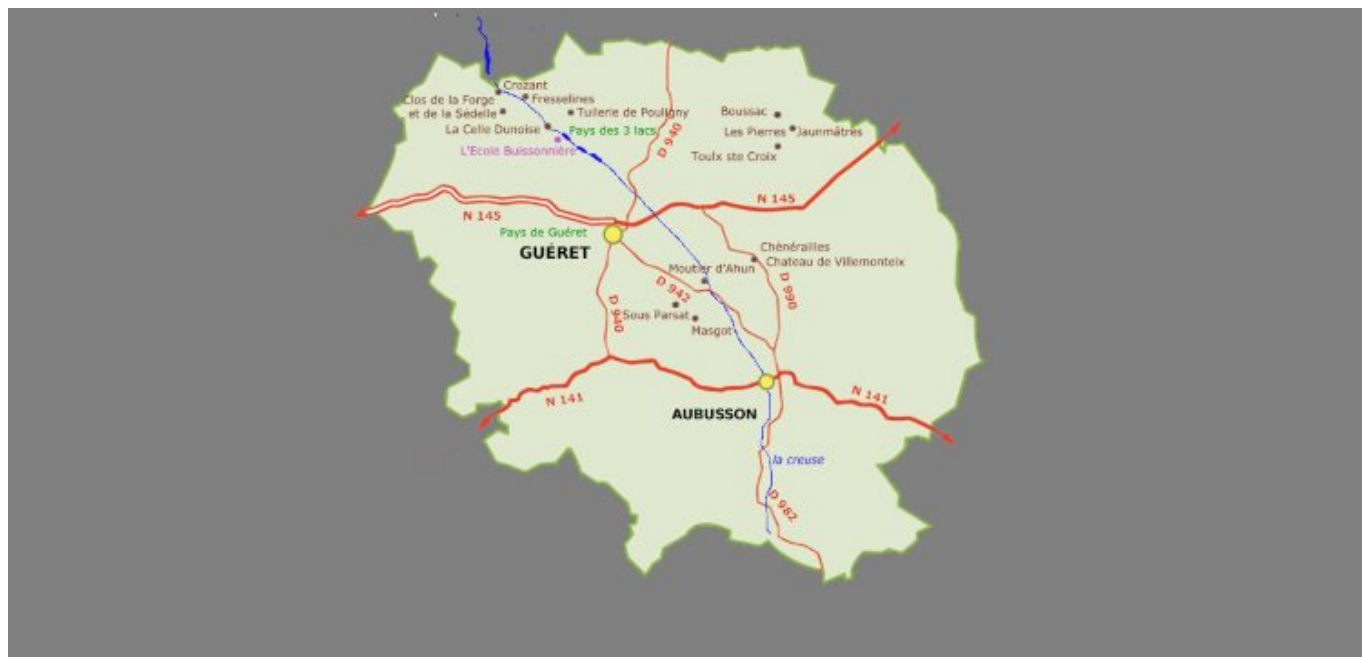 Crozant
Clos de la Forge
et de la Sédelle
Fresselines
Tuilerie de Pouligny
La Celle Dunoise
Pays des 3 lacs
L'Ecole Buissonnière
D 940
Boussac
Les Pierres Jaunmâtres
Toulx ste Croix
N 145
N 145
Pays de Guéret
GUÉRET
Chènérailles
Chateau de Villemonteix
Moutier d'Ahun
D 942
D 990
D 940
Sous Parsat
Masgot
N 141
AUBUSSON
N 141
la creuse
D 982